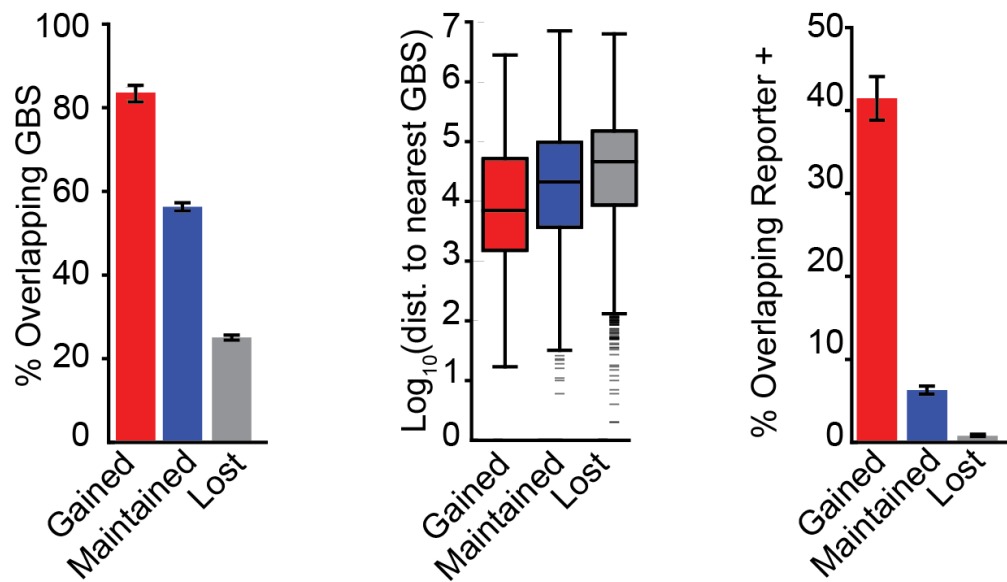 % Overlapping GBS
100
80
60
40
20
0
Gained
Maintained
Lost
Log₁₀(dist. to nearest GBS)
7
6
5
4
3
2
1
0
Gained
Maintained
Lost
% Overlapping Reporter +
50
40
30
20
10
0
Gained
Maintained
Lost